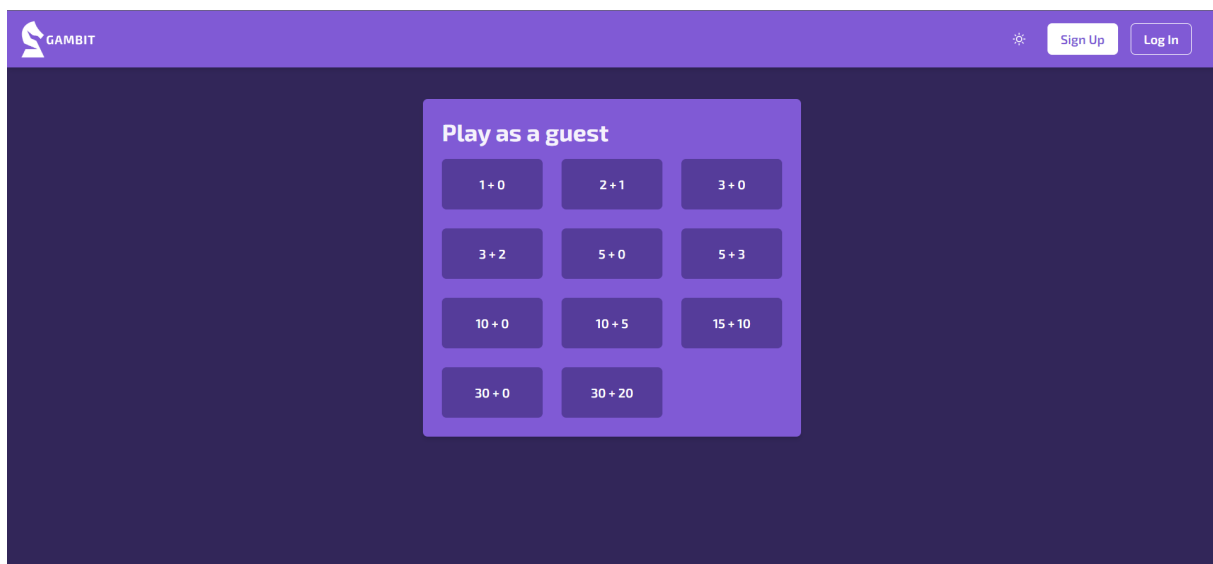 GAMBIT
Sign Up
Log In
Play as a guest
1 + 0
2 + 1
3 + 0
3 + 2
5 + 0
5 + 3
10 + 0
10 + 5
15 + 10
30 + 0
30 + 20